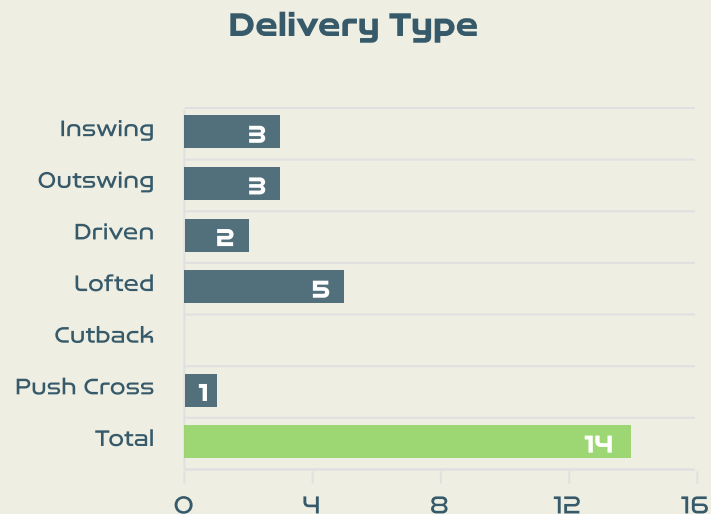 Delivery Type
Inswing 3
Outswing 3
Driven 2
Lofted 5
Cutback
Push Cross 1
Total 14
0 4 8 12 16